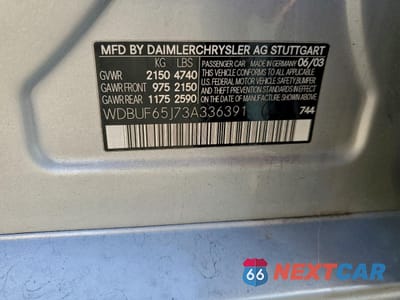 MFD BY DAIMLERCHRYSLER AG STUTTGART
KG LBS
GVWR 2150 4740
GAWR FRONT 975 2150
GAWR REAR 1175 2590
PASSENGER CAR MADE IN GERMANY 06/03
THIS VEHICLE CONFORMS TO ALL APPLICABLE
U.S. FEDERAL MOTOR VEHICLE SAFETY, BUMPER,
AND THEFT PREVENTION STANDARDS IN EFFECT
ON THE DATE OF MANUFACTURE SHOWN ABOVE.
WDBUF65J73A336391 744
66 NEXTCAR